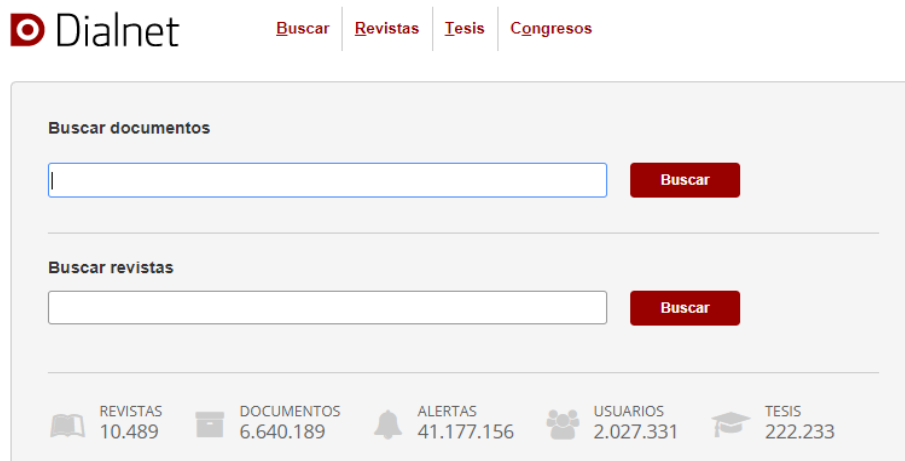 Dialnet Buscar Revistas Tesis Congresos
Buscar documentos
Buscar
Buscar revistas
Buscar
REVISTAS DOCUMENTOS ALERTAS USUARIOS TESIS
10.489 6.640.189 41.177.156 2.027.331 222.233